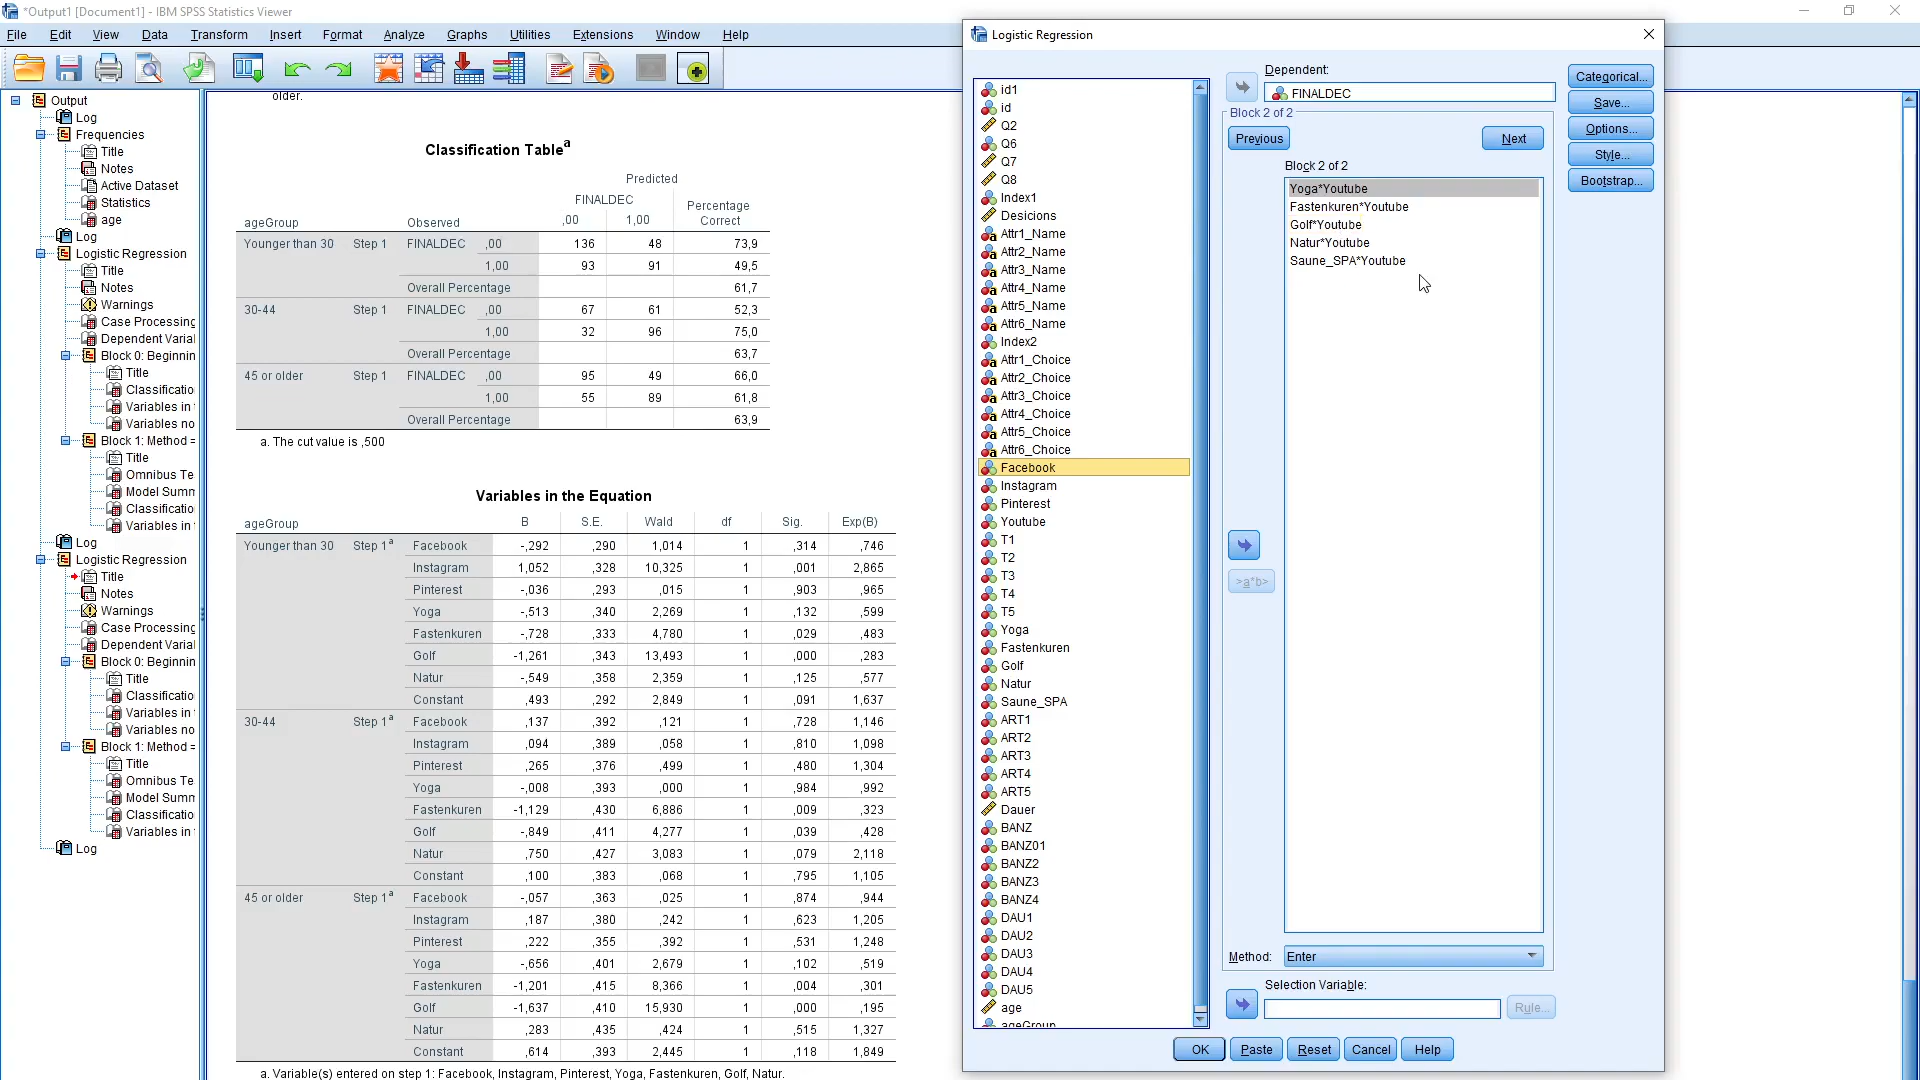 *Output1 [Document1] - IBM SPSS Statistics Viewer
File Edit View Data Transform Insert Format Analyze Graphs Utilities Extensions Window Help
Output
Log
Frequencies
Title
Notes
Active Dataset
Statistics
age
Log
Logistic Regression
Title
Notes
Warnings
Case Processing
Dependent Varial
Block 0: Beginnin
Title
Classificatio
Variables in
Variables no
Block 1: Method =
Title
Omnibus Te
Model Summ
Classificatio
Variables in
Log
Logistic Regression
Title
Notes
Warnings
Case Processing
Dependent Varial
Block 0: Beginnin
Title
Classificatio
Variables in
Variables no
Block 1: Method =
Title
Omnibus Te
Model Summ
Classificatio
Variables in
Log
older.
Classification Table a
Predicted
FINALDEC Percentage
ageGroup Observed ,00 1,00 Correct
Younger than 30 Step 1 FINALDEC ,00 136 48 73,9
1,00 93 91 49,5
Overall Percentage 61,7
30-44 Step 1 FINALDEC ,00 67 61 52,3
1,00 32 96 75,0
Overall Percentage 63,7
45 or older Step 1 FINALDEC ,00 95 49 66,0
1,00 55 89 61,8
Overall Percentage 63,9
a. The cut value is ,500
Variables in the Equation
ageGroup B S.E. Wald df Sig. Exp(B)
Younger than 30 Step 1 a Facebook -,292 ,290 1,014 1 ,314 ,746
Instagram 1,052 ,328 10,325 1 ,001 2,865
Pinterest -,036 ,293 ,015 1 ,903 ,965
Yoga -,513 ,340 2,269 1 ,132 ,599
Fastenkuren -,728 ,333 4,780 1 ,029 ,483
Golf -1,261 ,343 13,493 1 ,000 ,283
Natur -,549 ,358 2,359 1 ,125 ,577
Constant ,493 ,292 2,849 1 ,091 1,637
30-44 Step 1 a Facebook ,137 ,392 ,121 1 ,728 1,146
Instagram ,094 ,389 ,058 1 ,810 1,098
Pinterest ,265 ,376 ,499 1 ,480 1,304
Yoga -,008 ,393 ,000 1 ,984 ,992
Fastenkuren -1,129 ,430 6,886 1 ,009 ,323
Golf -,849 ,411 4,277 1 ,039 ,428
Natur ,750 ,427 3,083 1 ,079 2,118
Constant ,100 ,383 ,068 1 ,795 1,105
45 or older Step 1 a Facebook -,057 ,363 ,025 1 ,874 ,944
Instagram ,187 ,380 ,242 1 ,623 1,205
Pinterest ,222 ,355 ,392 1 ,531 1,248
Yoga -,656 ,401 2,679 1 ,102 ,519
Fastenkuren -1,201 ,415 8,366 1 ,004 ,301
Golf -1,637 ,410 15,930 1 ,000 ,195
Natur ,283 ,435 ,424 1 ,515 1,327
Constant ,614 ,393 2,445 1 ,118 1,849
a. Variable(s) entered on step 1: Facebook, Instagram, Pinterest, Yoga, Fastenkuren, Golf, Natur.
Logistic Regression
id1
id
Q2
Q6
Q7
Q8
Index1
Desicions
Attr1_Name
Attr2_Name
Attr3_Name
Attr4_Name
Attr5_Name
Attr6_Name
Index2
Attr1_Choice
Attr2_Choice
Attr3_Choice
Attr4_Choice
Attr5_Choice
Attr6_Choice
Facebook
Instagram
Pinterest
Youtube
T1
T2
T3
T4
T5
Yoga
Fastenkuren
Golf
Natur
Saune_SPA
ART1
ART2
ART3
ART4
ART5
Dauer
BANZ
BANZ01
BANZ2
BANZ3
BANZ4
DAU1
DAU2
DAU3
DAU4
DAU5
age
ageGroup
Dependent:
FINALDEC
Block 2 of 2
Previous Next
Block 2 of 2
Yoga*Youtube
Fastenkuren*Youtube
Golf*Youtube
Natur*Youtube
Saune_SPA*Youtube
>a*b>
Method: Enter
Selection Variable:
Rule...
Categorical...
Save...
Options...
Style...
Bootstrap...
OK Paste Reset Cancel Help